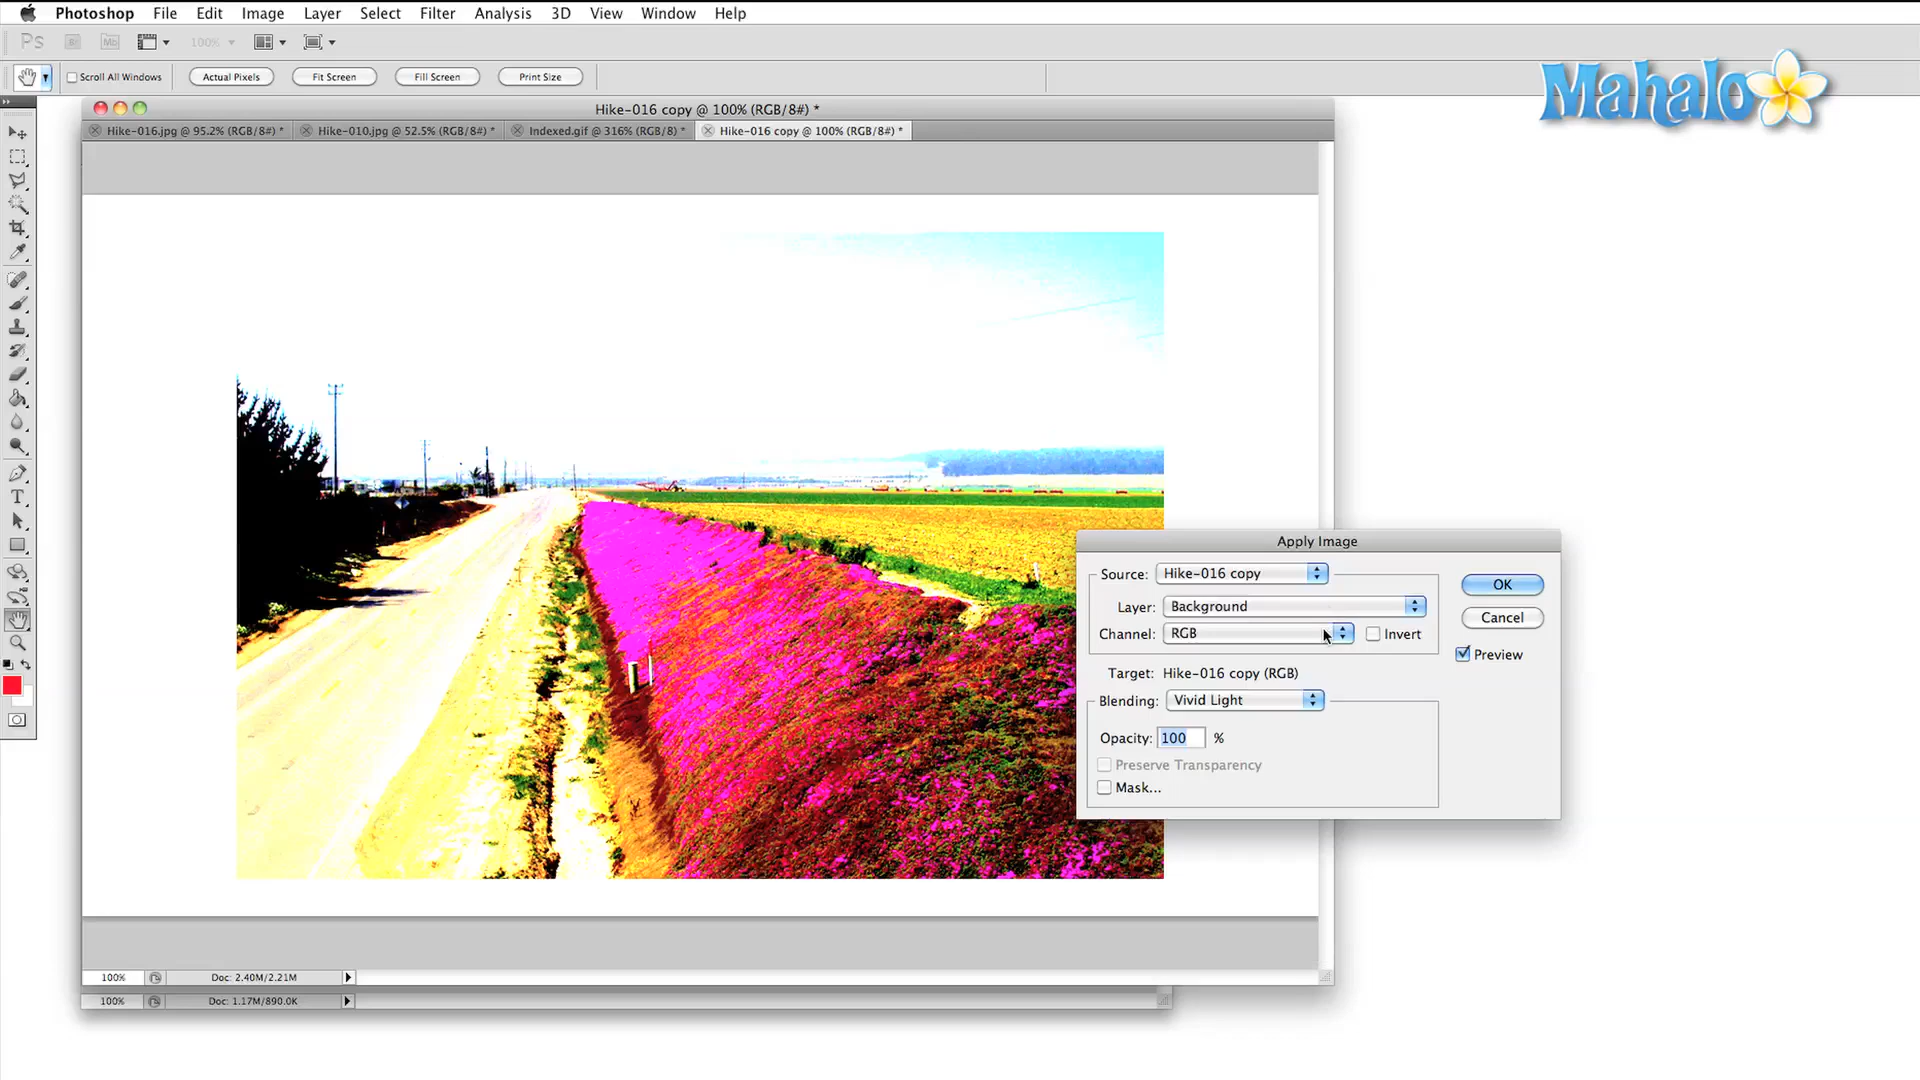 Photoshop File Edit Image Layer Select Filter Analysis 3D View Window Help
Ps Br Mb 100%
Scroll All Windows Actual Pixels Fit Screen Fill Screen Print Size
Mahalo
Hike-016 copy @ 100% (RGB/8#) *
Hike-016.jpg @ 95.2% (RGB/8#) * Hike-010.jpg @ 52.5% (RGB/8#) * Indexed.gif @ 316% (RGB/8) * Hike-016 copy @ 100% (RGB/8#) *
Apply Image
Source: Hike-016 copy
OK
Layer: Background
Cancel
Channel: RGB Invert
Preview
Target: Hike-016 copy (RGB)
Blending: Vivid Light
Opacity: 100 %
Preserve Transparency
Mask...
100% Doc: 2.40M/2.21M
100% Doc: 1.17M/890.0K